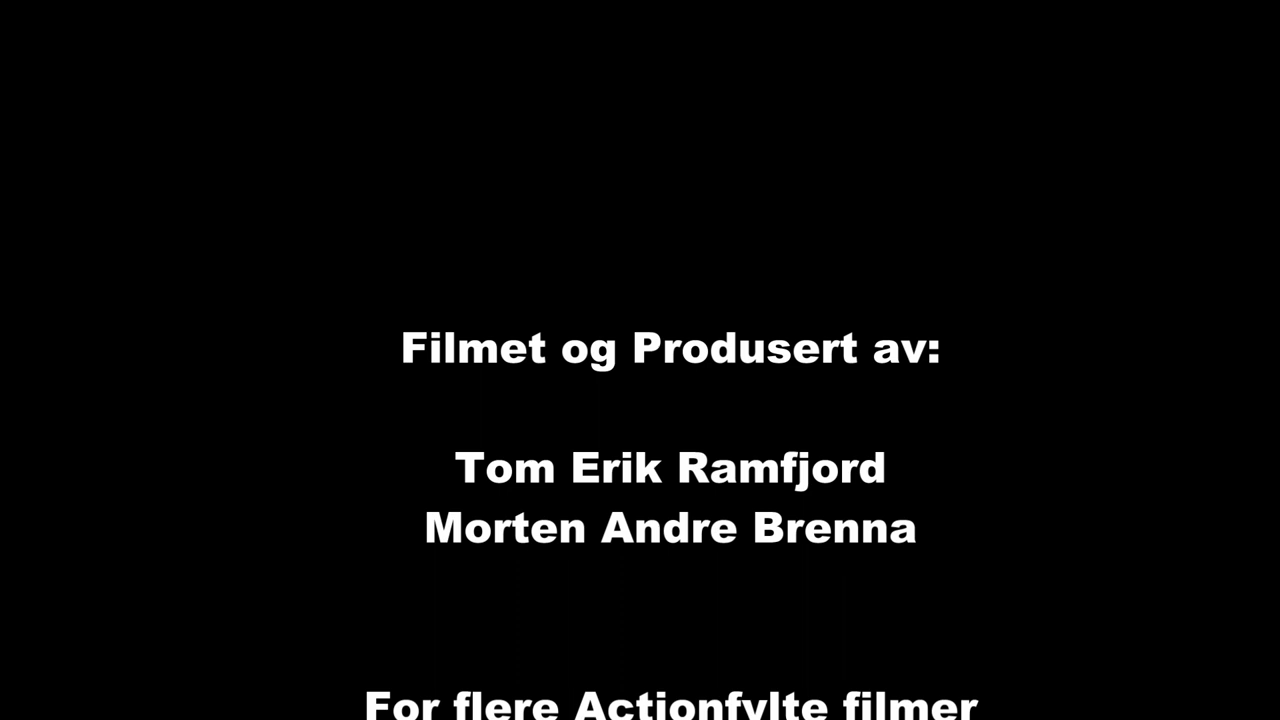 Filmet og Produsert av:
Tom Erik Ramfjord
Morten Andre Brenna
For flere Actionfylte filmer